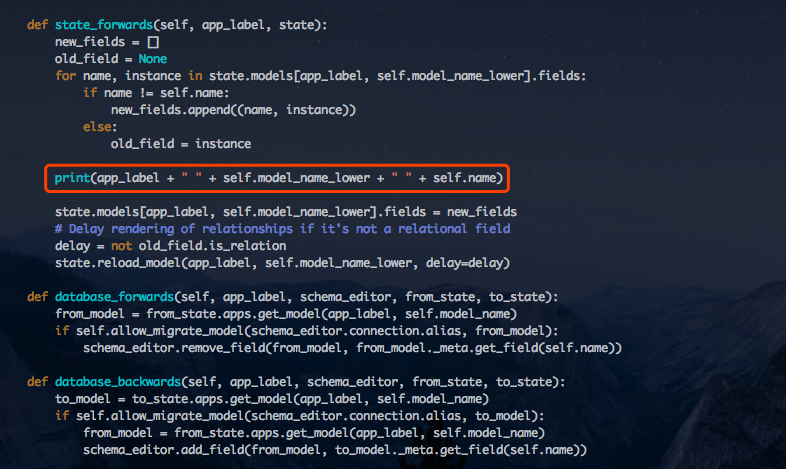 def state_forwards(self, app_label, state):
new_fields = []
old_field = None
for name, instance in state.models[app_label, self.model_name_lower].fields:
if name != self.name:
new_fields.append((name, instance))
else:
old_field = instance
print(app_label + " " + self.model_name_lower + " " + self.name)
state.models[app_label, self.model_name_lower].fields = new_fields
# Delay rendering of relationships if it's not a relational field
delay = not old_field.is_relation
state.reload_model(app_label, self.model_name_lower, delay=delay)
def database_forwards(self, app_label, schema_editor, from_state, to_state):
from_model = from_state.apps.get_model(app_label, self.model_name)
if self.allow_migrate_model(schema_editor.connection.alias, from_model):
schema_editor.remove_field(from_model, from_model._meta.get_field(self.name))
def database_backwards(self, app_label, schema_editor, from_state, to_state):
to_model = to_state.apps.get_model(app_label, self.model_name)
if self.allow_migrate_model(schema_editor.connection.alias, to_model):
from_model = from_state.apps.get_model(app_label, self.model_name)
schema_editor.add_field(from_model, to_model._meta.get_field(self.name))